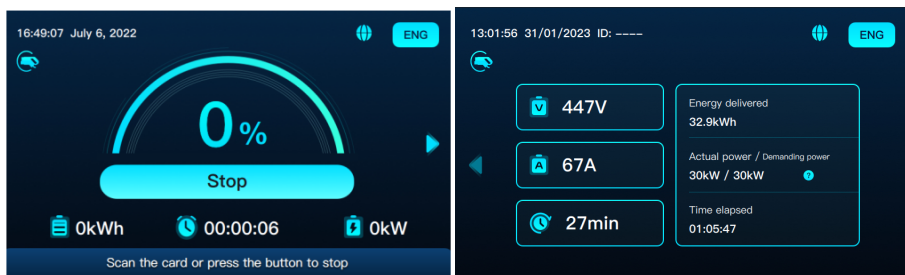 16:49:07 July 6, 2022
ENG
0%
Stop
0kWh
00:00:06
0kW
Scan the card or press the button to stop
13:01:56 31/01/2023 ID: ----
ENG
V
447V
A
67A
27min
Energy delivered
32.9kWh
Actual power / Demanding power
30kW / 30kW ?
Time elapsed
01:05:47